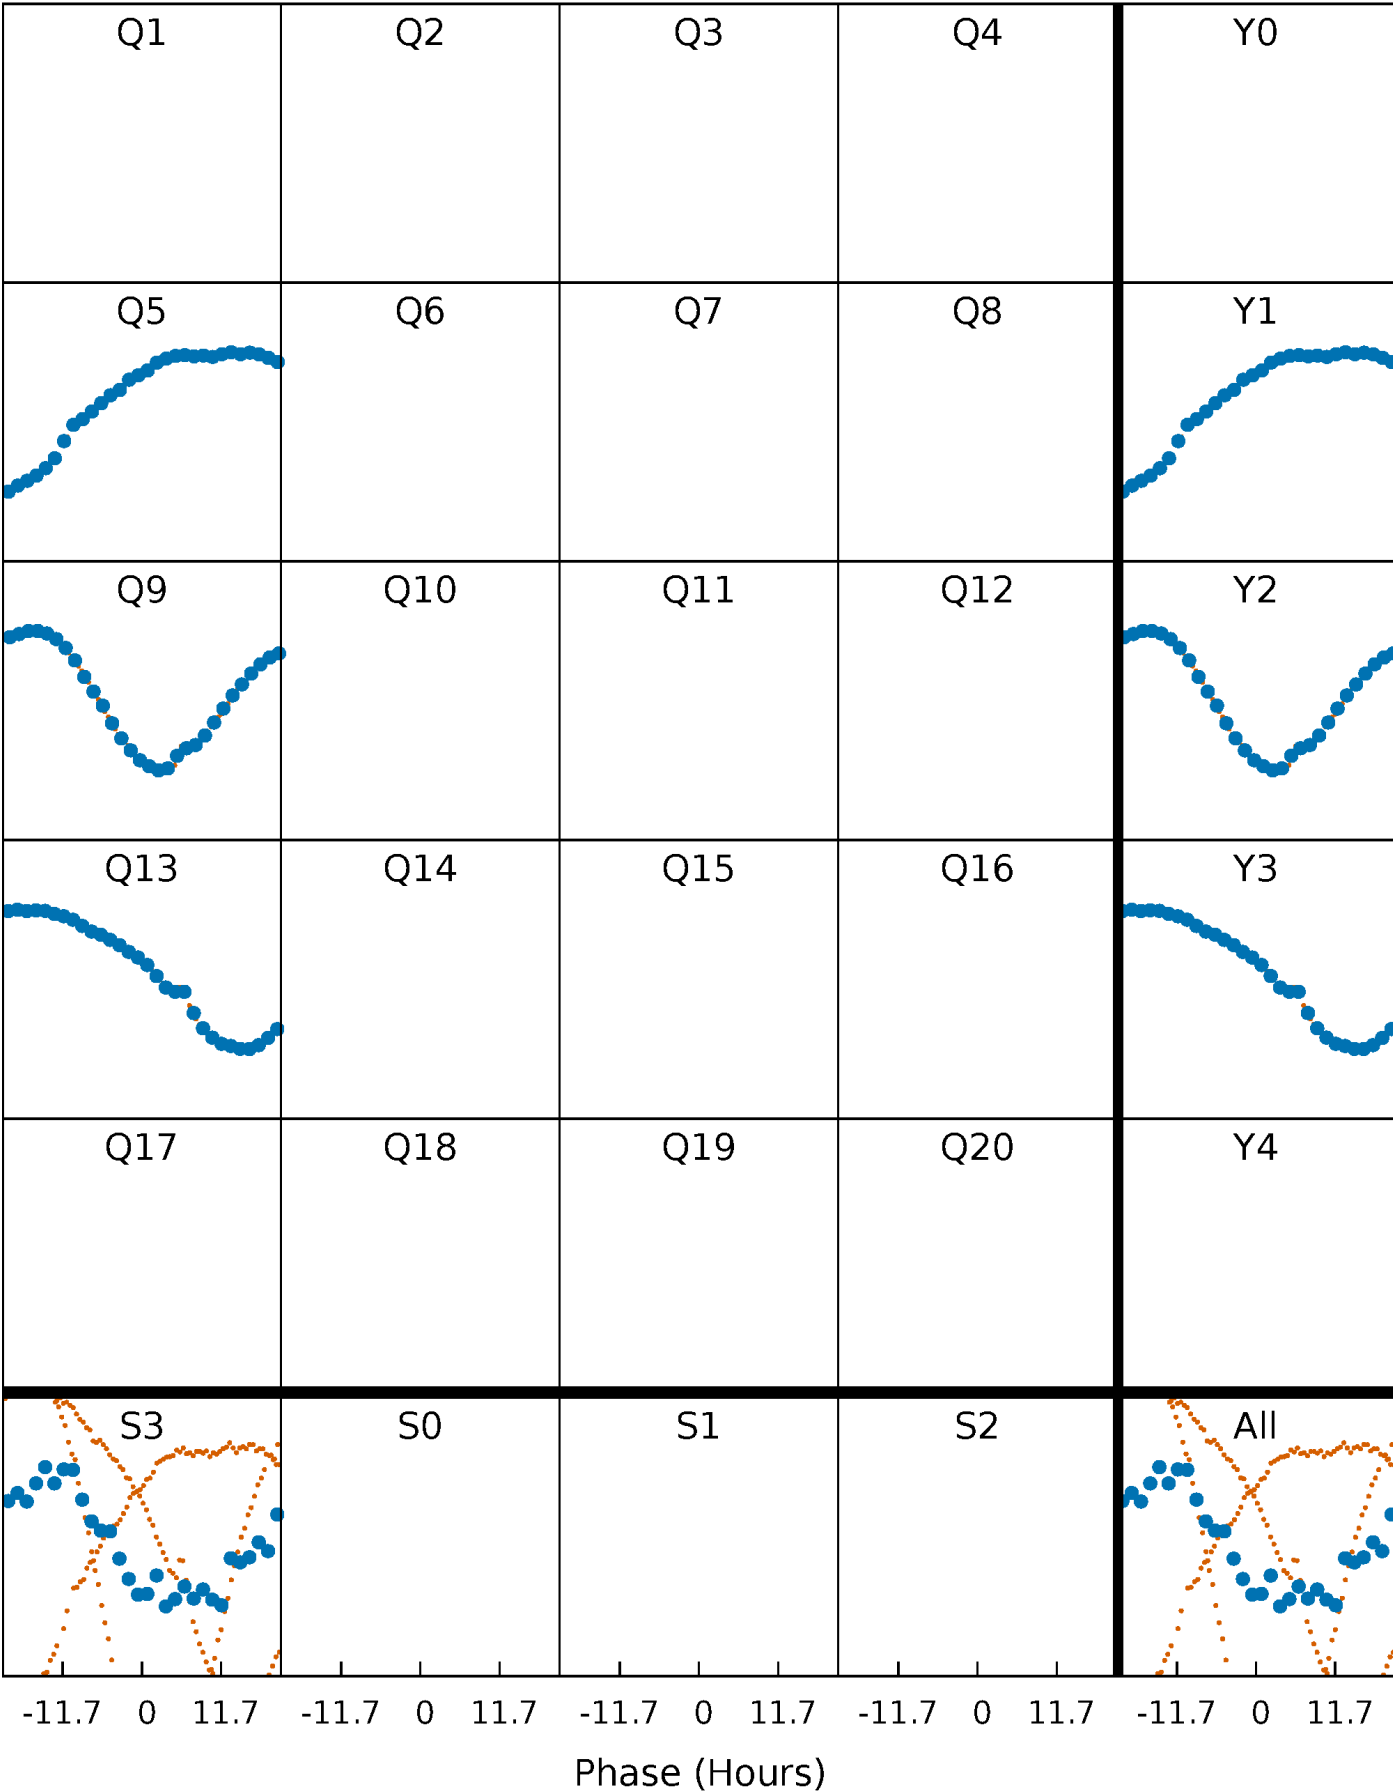 Q1 Q2 Q3 Q4 Y0
Q5 Q6 Q7 Q8 Y1
Q9 Q10 Q11 Q12 Y2
Q13 Q14 Q15 Q16 Y3
Q17 Q18 Q19 Q20 Y4
S3 S0 S1 S2 All
-11.7 0 11.7 -11.7 0 11.7 -11.7 0 11.7 -11.7 0 11.7 -11.7 0 11.7
Phase (Hours)